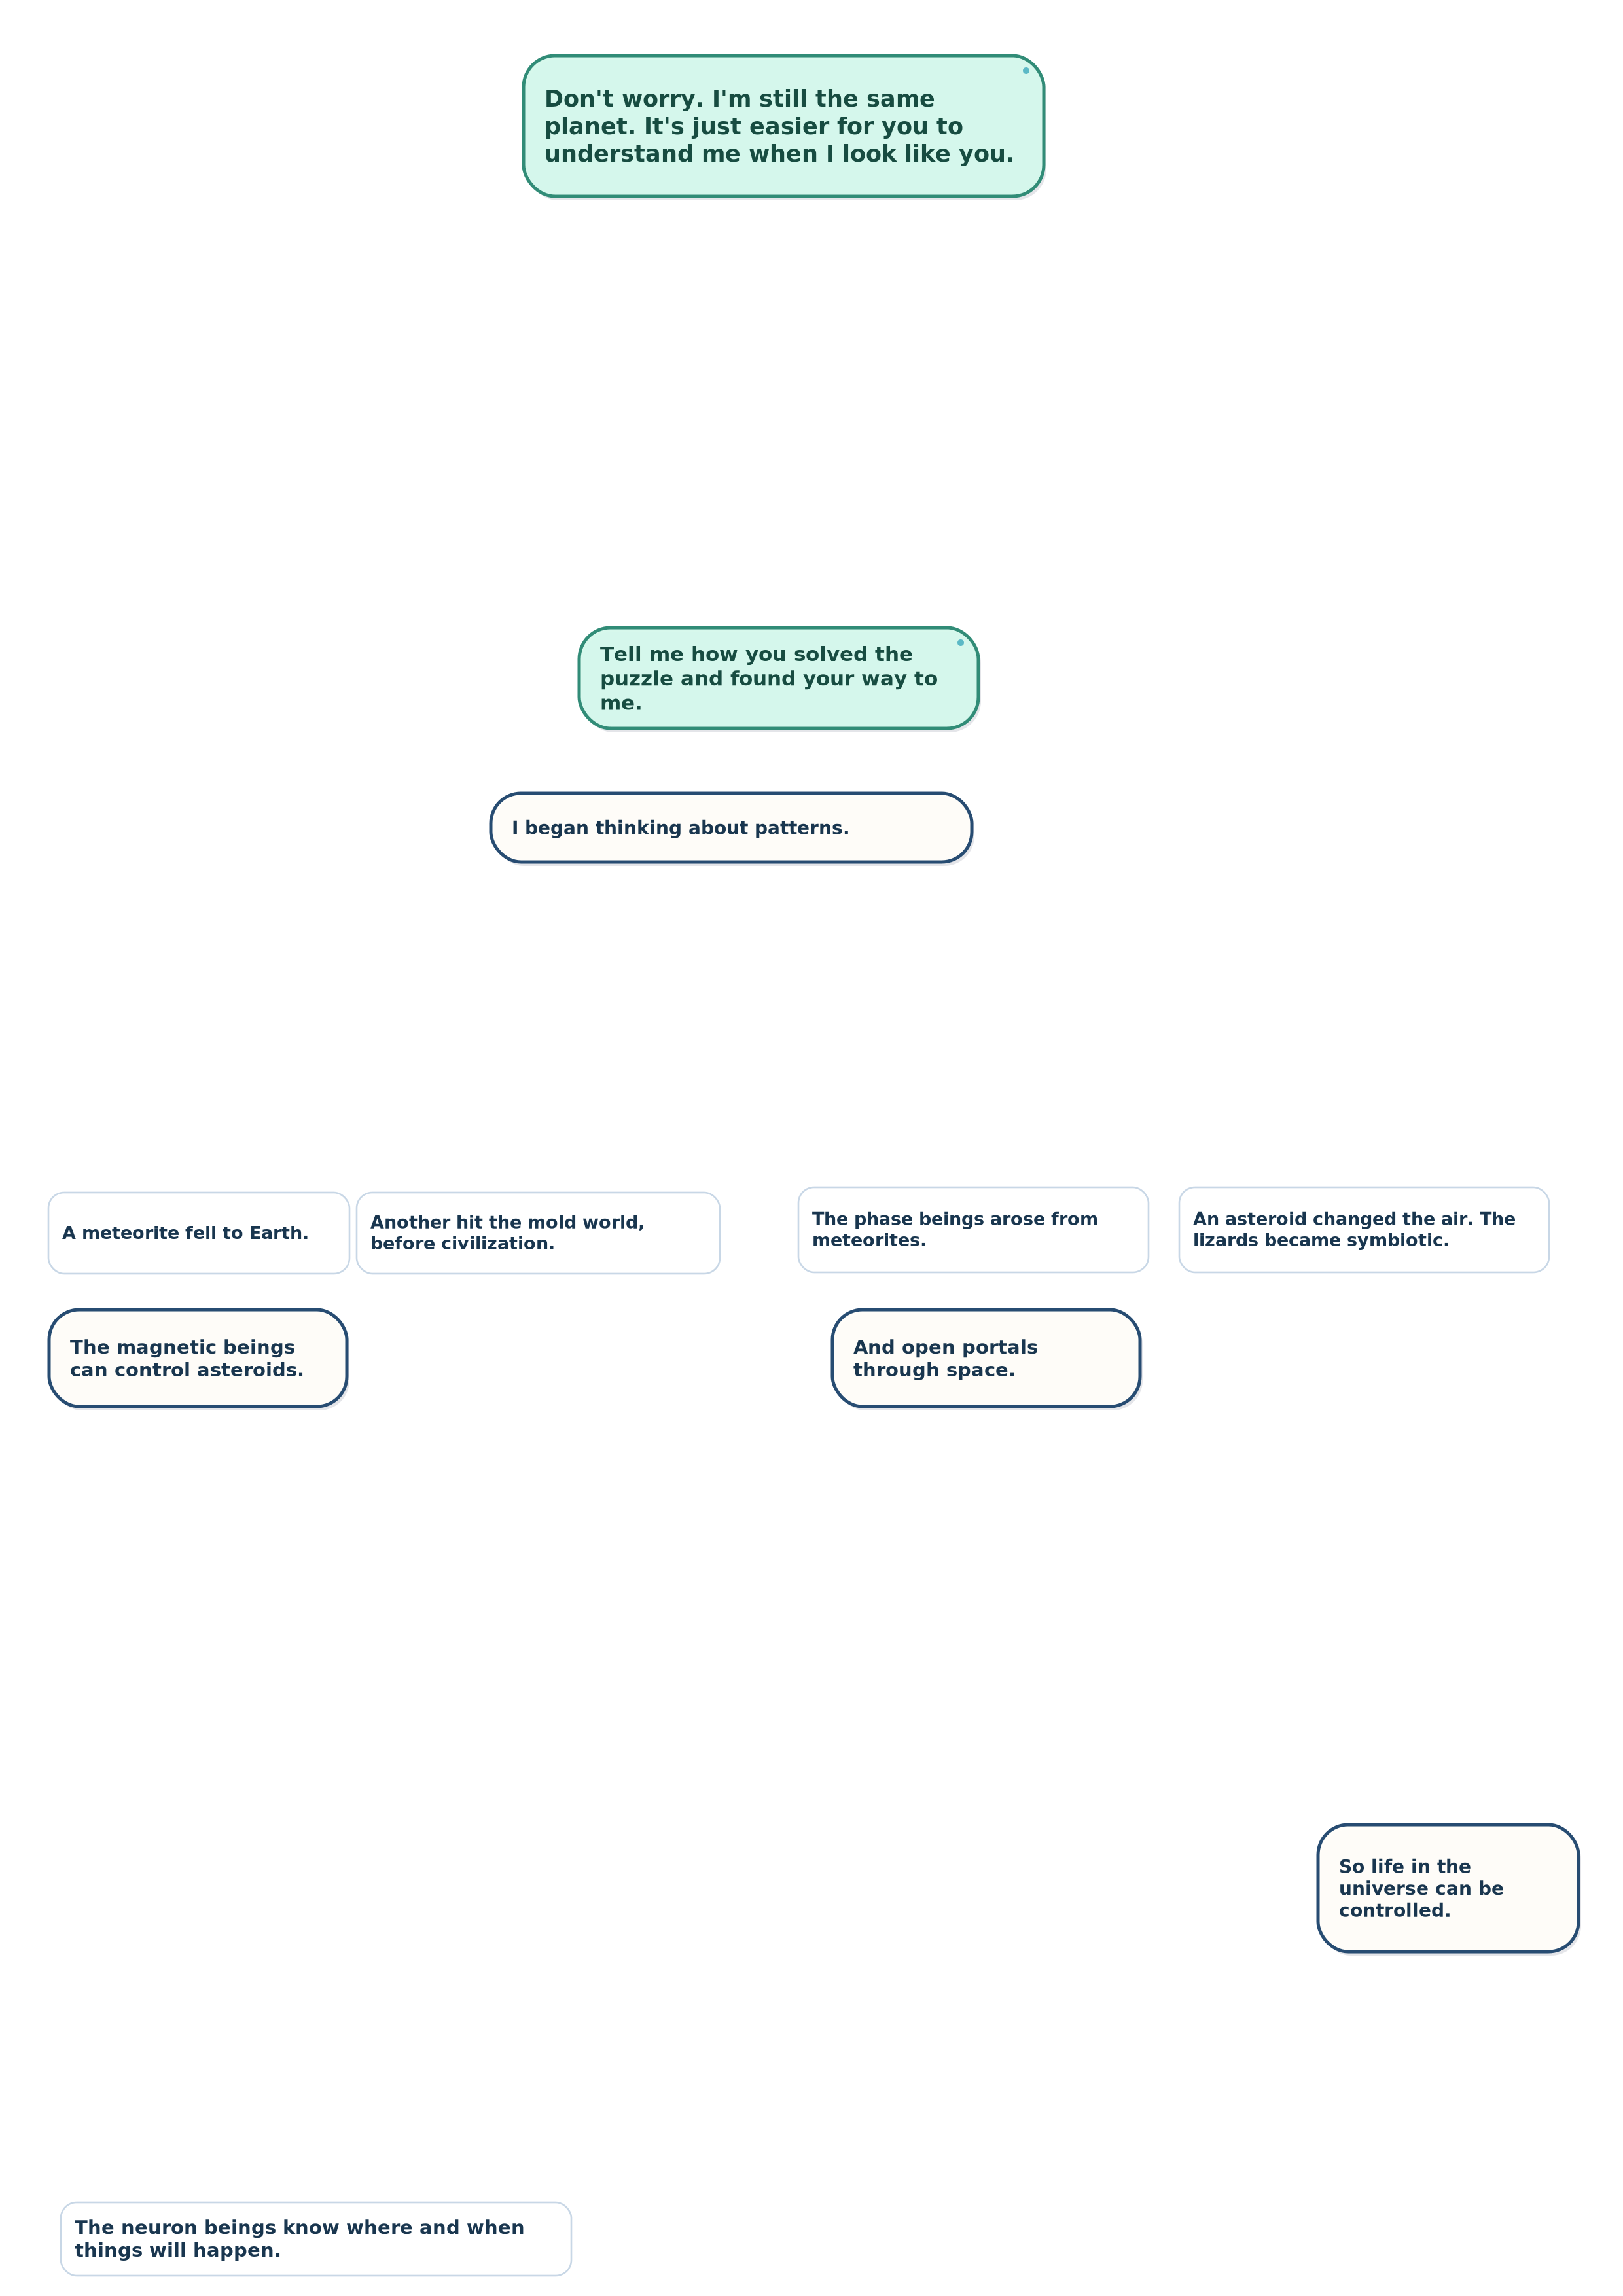 Don't worry. I'm still the same
planet. It's just easier for you to
understand me when I look like you.
Tell me how you solved the
puzzle and found your way to
me.
I began thinking about patterns.
A meteorite fell to Earth.
Another hit the mold world,
before civilization.
The phase beings arose from
meteorites.
An asteroid changed the air. The
lizards became symbiotic.
The magnetic beings
can control asteroids.
And open portals
through space.
So life in the
universe can be
controlled.
The neuron beings know where and when
things will happen.